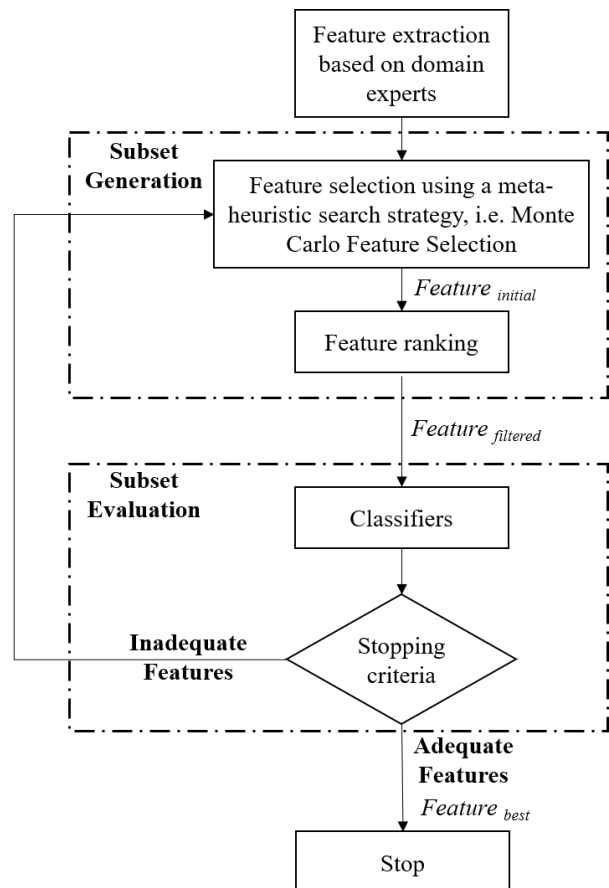 Feature extraction
based on domain
experts
Subset
Generation
Feature selection using a meta-
heuristic search strategy, i.e. Monte
Carlo Feature Selection
Feature initial
Feature ranking
Feature filtered
Subset
Evaluation
Classifiers
Inadequate
Features
Stopping
criteria
Adequate
Features
Feature best
Stop